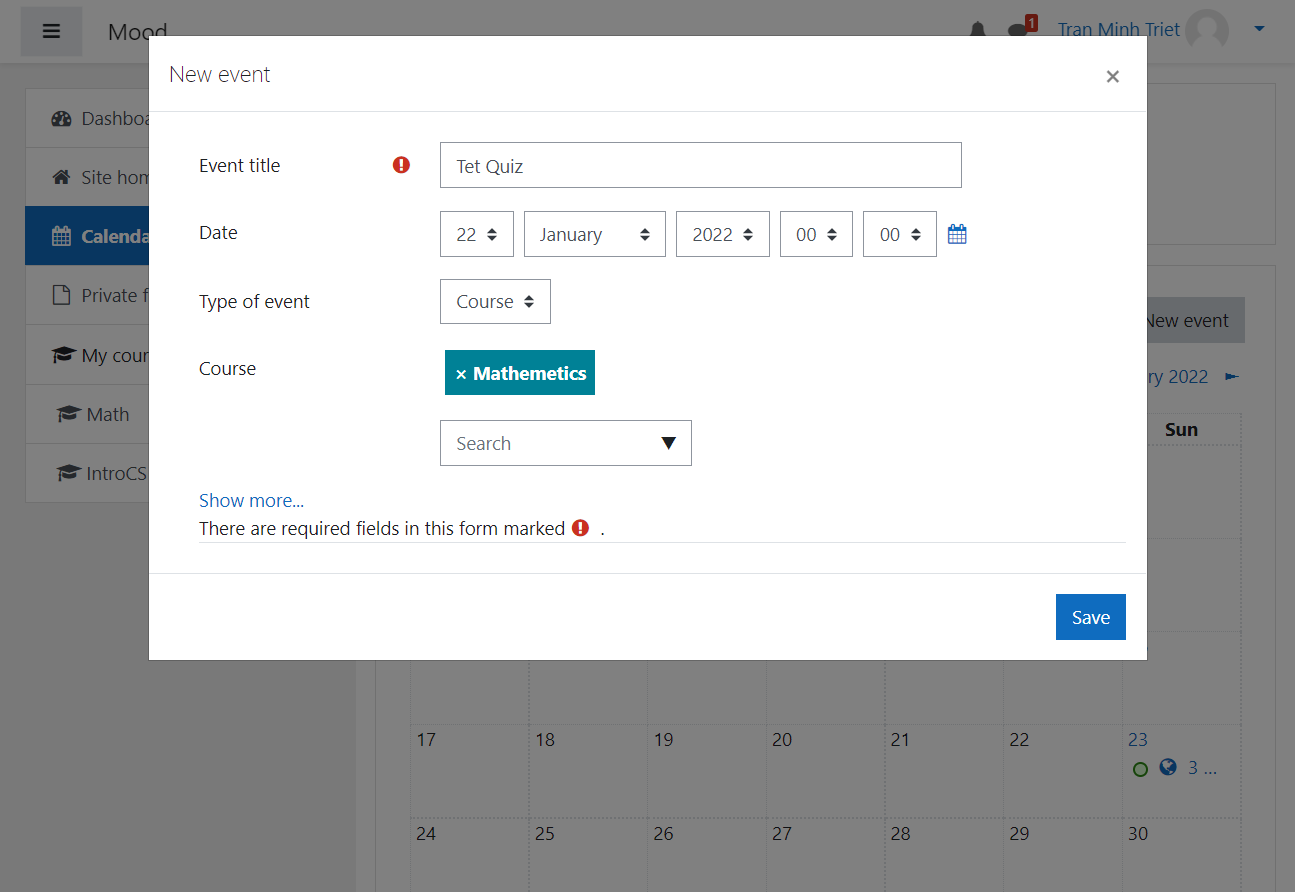 Mood
1
Tran Minh Triet
New event
×
Dashboa
Site hom
Calenda
Private f
My cour
Math
IntroCS
Event title
Tet Quiz
Date
22 January 2022 00 00
Type of event
Course
Course
× Mathemetics
Search
Show more...
There are required fields in this form marked .
Save
New event
ry 2022
Sun
17 18 19 20 21 22 23
3 ...
24 25 26 27 28 29 30